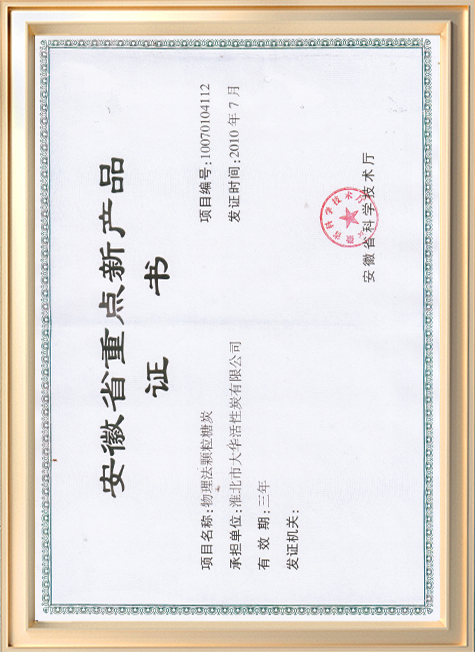 安徽省重点新产品
证 书
项目名称：物理法颗粒糖炭
项目编号：10070104112
承担单位：淮北市大华活性炭有限公司
发证时间：2010 年 7 月
有 效 期：三年
发证机关：
安徽省科学技术厅